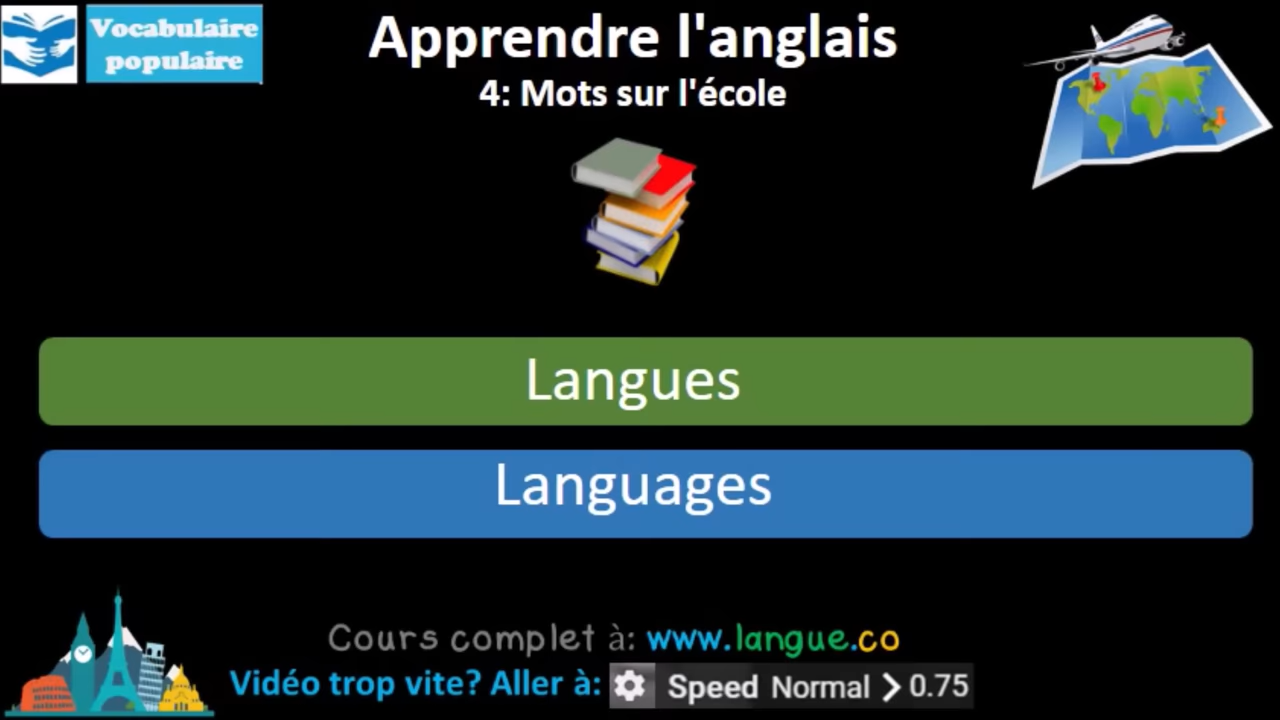 Vocabulaire
populaire
Apprendre l'anglais
4: Mots sur l'école
Langues
Languages
Cours complet à: www.langue.co
Vidéo trop vite? Aller à: Speed Normal > 0.75